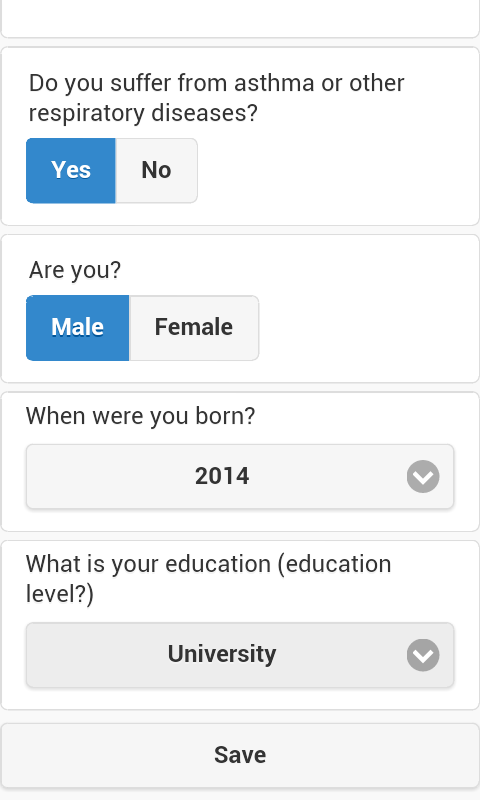 Do you suffer from asthma or other
respiratory diseases?
Yes No
Are you?
Male Female
When were you born?
2014
What is your education (education
level?)
University
Save